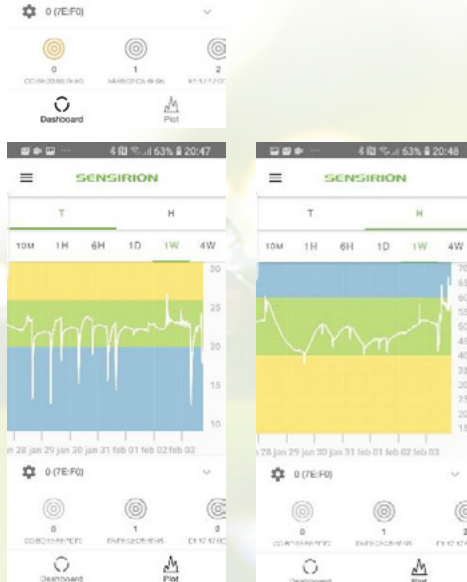 0 (7E:F0)
0 1 2
Dashboard Plot
63% 20:47
SENSIRION
T H
10M 1H 6H 1D 1W 4W
30
25
20
15
10
28 jan 29 jan 30 jan 31 feb 01 feb 02 feb 03
0 (7E:F0)
0 1 2
Dashboard Plot
63% 20:48
SENSIRION
T H
10M 1H 6H 1D 1W 4W
70
65
60
55
50
45
40
35
30
25
20
15
28 jan 29 jan 30 jan 31 feb 01 feb 02 feb 03
0 (7E:F0)
0 1 2
Dashboard Plot